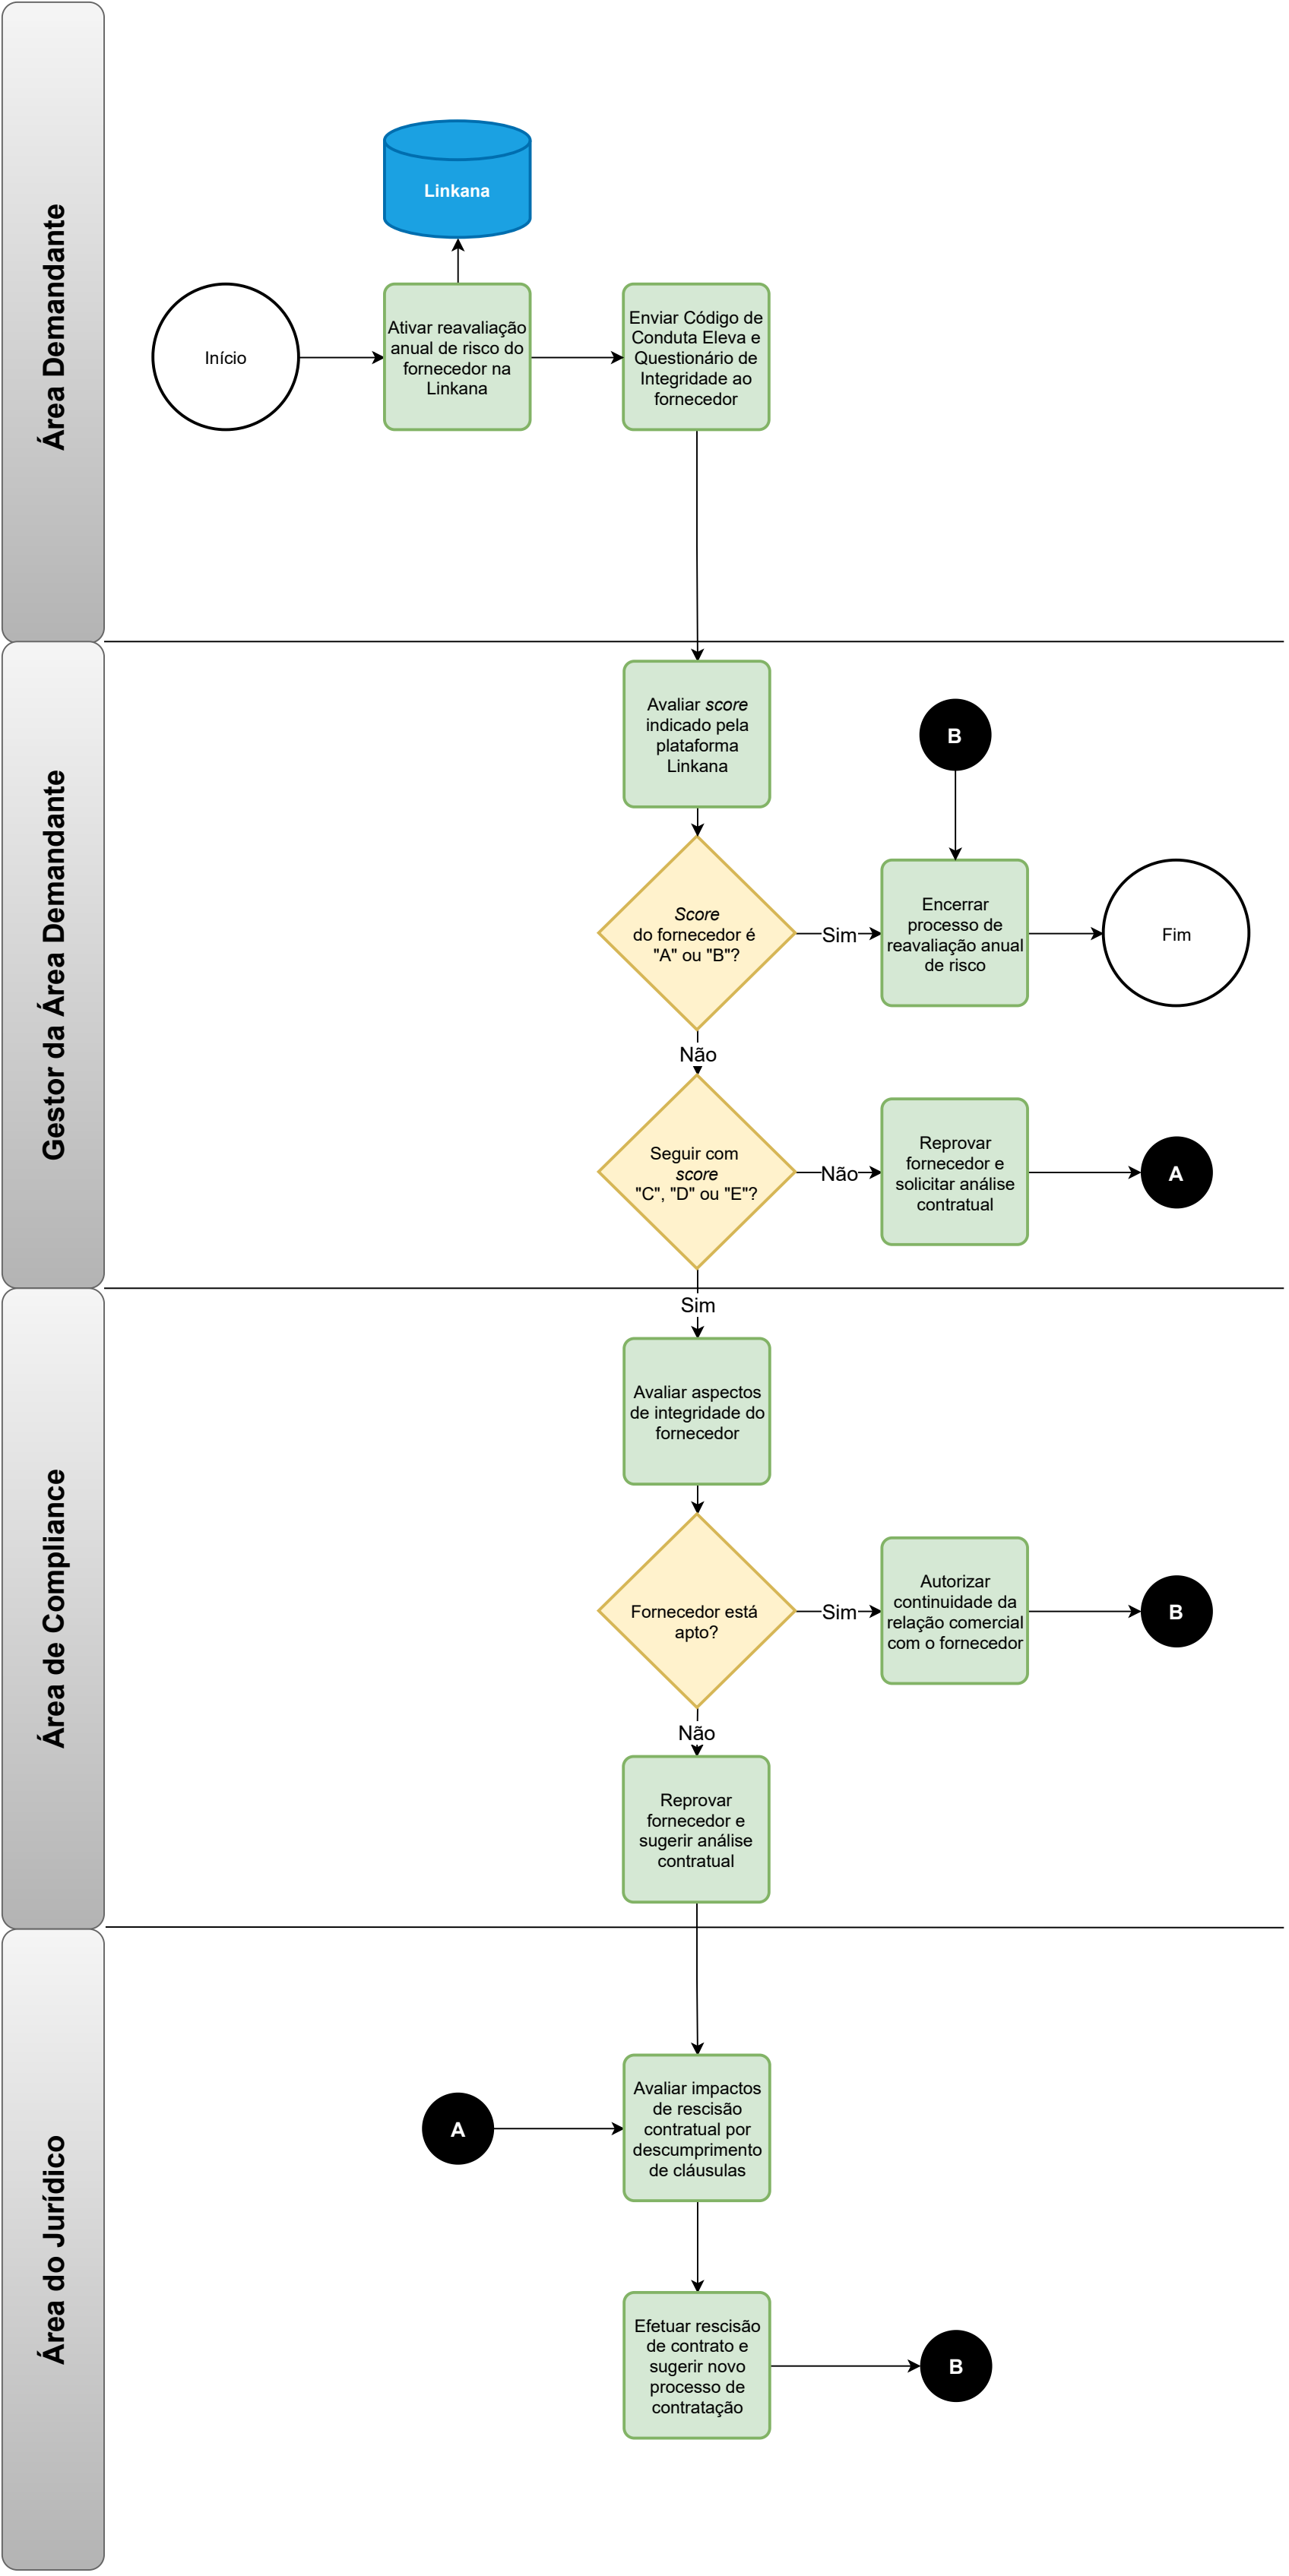 Área Demandante
Linkana
Início
Ativar reavaliação
anual de risco do
fornecedor na
Linkana
Enviar Código de
Conduta Eleva e
Questionário de
Integridade ao
fornecedor
Gestor da Área Demandante
Avaliar score
indicado pela
plataforma
Linkana
B
Score
do fornecedor é
"A" ou "B"?
Sim
Encerrar
processo de
reavaliação anual
de risco
Fim
Não
Seguir com
score
"C", "D" ou "E"?
Não
Reprovar
fornecedor e
solicitar análise
contratual
A
Área de Compliance
Sim
Avaliar aspectos
de integridade do
fornecedor
Fornecedor está
apto?
Sim
Autorizar
continuidade da
relação comercial
com o fornecedor
B
Não
Reprovar
fornecedor e
sugerir análise
contratual
Área do Jurídico
A
Avaliar impactos
de rescisão
contratual por
descumprimento
de cláusulas
Efetuar rescisão
de contrato e
sugerir novo
processo de
contratação
B